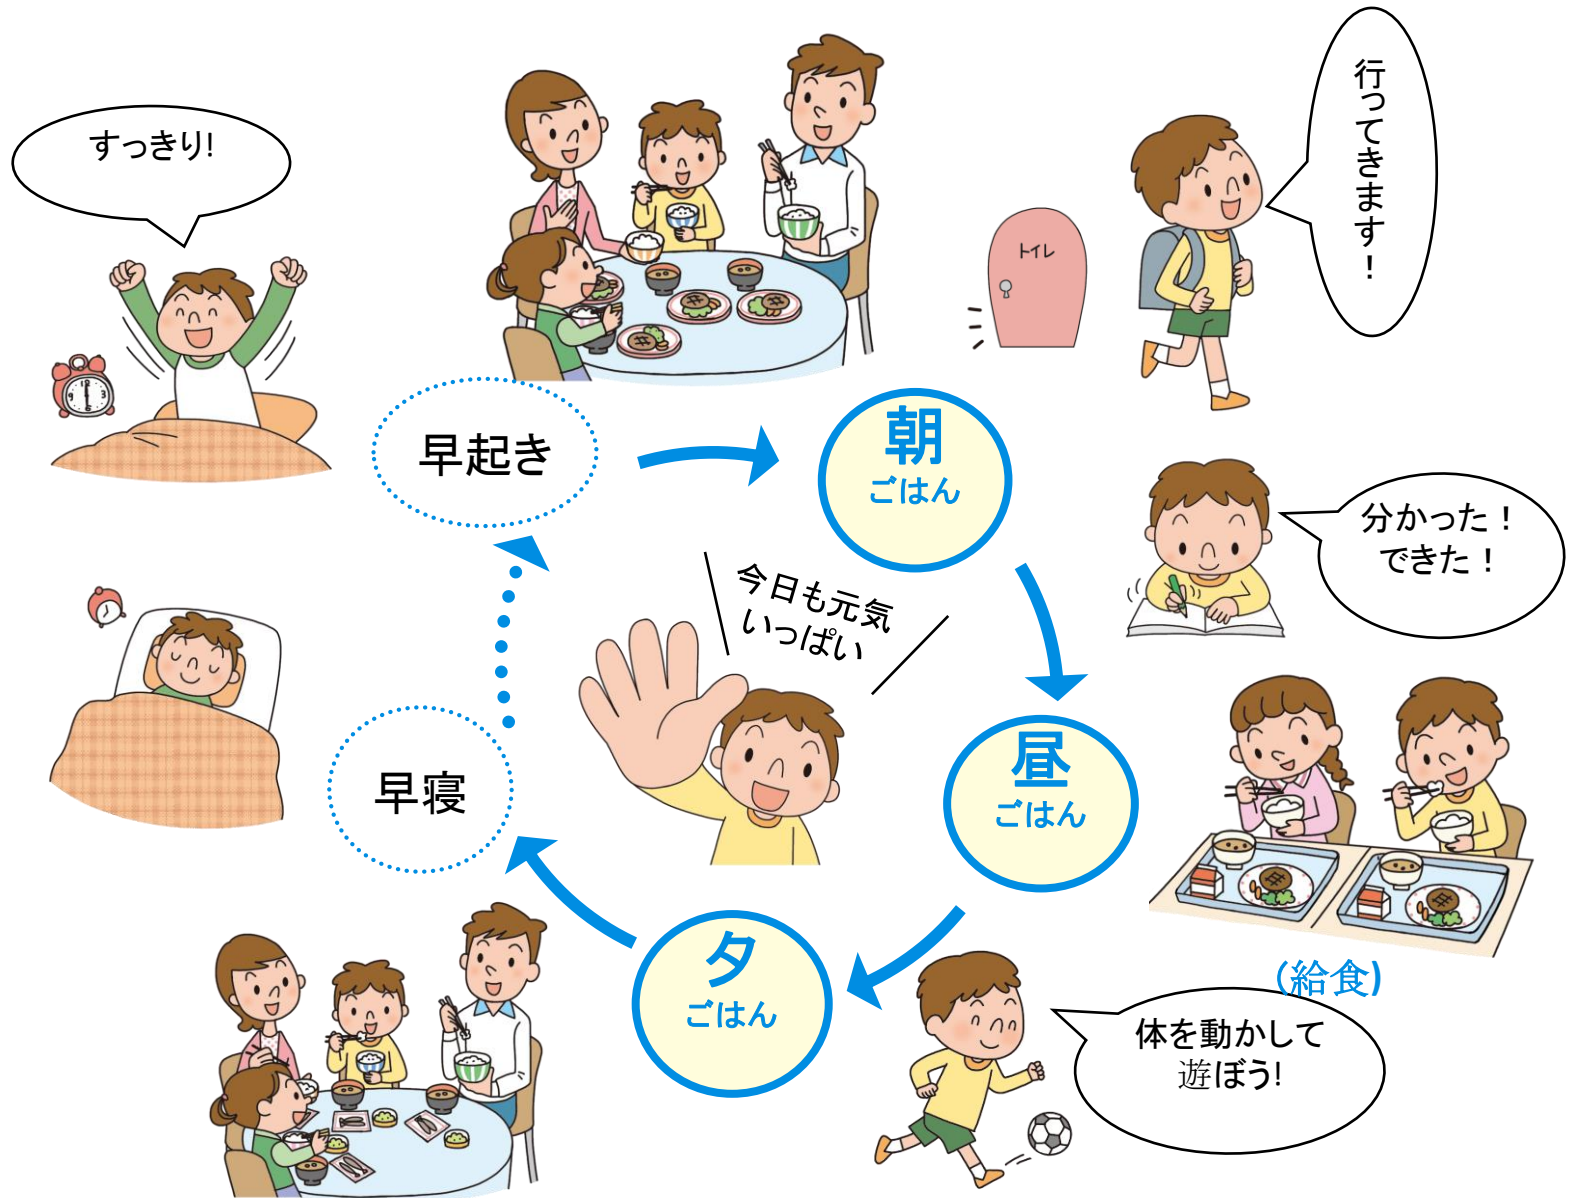 すっきり!
行ってきます！
トイレ
早起き
朝
ごはん
分かった！
できた！
今日も元気
いっぱい
昼
ごはん
早寝
(給食)
夕
ごはん
体を動かして
遊ぼう!